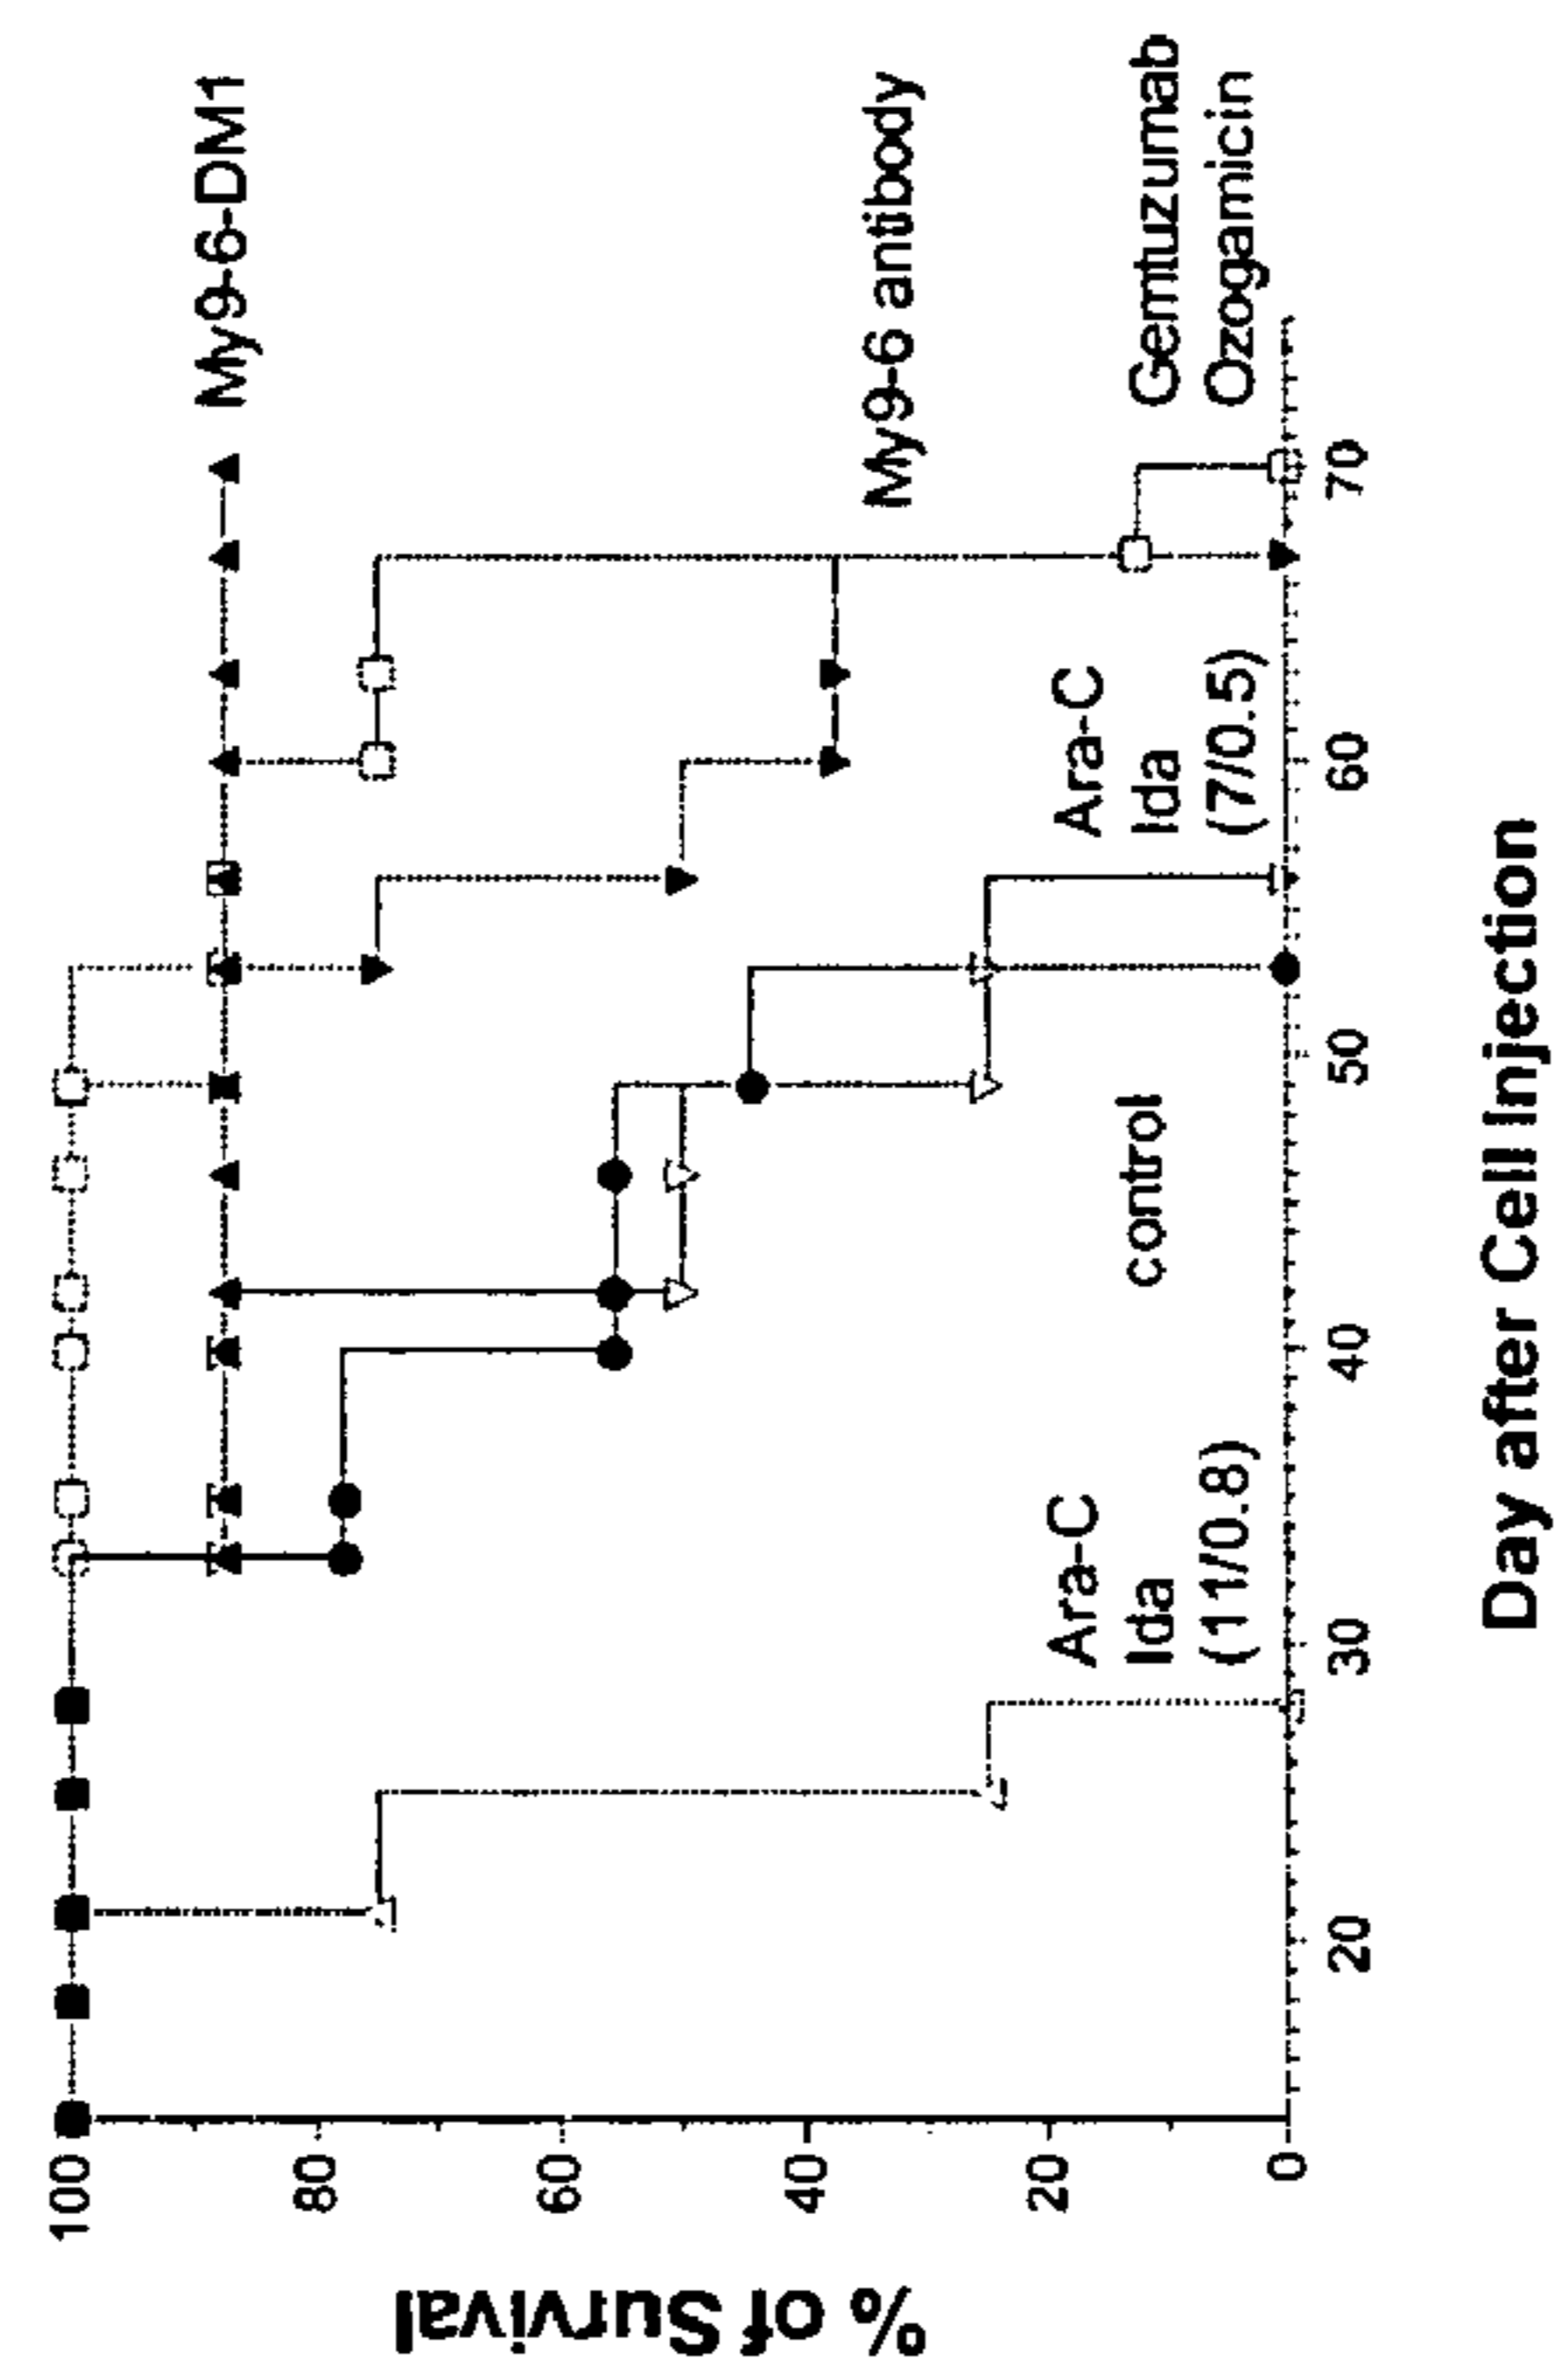 % of Survival
100
80
60
40
20
0
My9-6-DM1
My9-6 antibody
Gemtuzumab
Ozogamicin
Ara-C
Ida
(7/0.5)
control
Ara-C
Ida
(11/0.8)
20
30
40
50
60
70
Day after Cell Injection